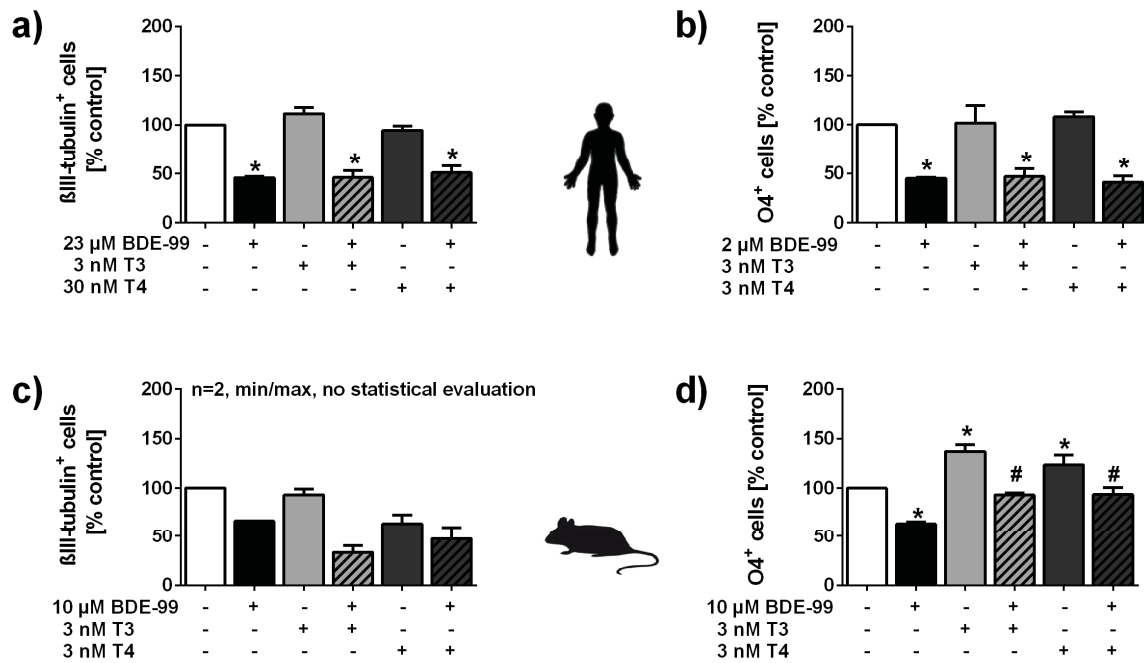 a)
200
150
100
50
0
ßIII-tubulin+ cells
[% control]
* * *
23 µM BDE-99 - + - + - +
3 nM T3 - - + + - -
30 nM T4 - - - - + +
b)
200
150
100
50
0
O4+ cells [% control]
* * *
2 µM BDE-99 - + - + - +
3 nM T3 - - + + - -
3 nM T4 - - - - + +
c)
n=2, min/max, no statistical evaluation
200
150
100
50
0
ßIII-tubulin+ cells
[% control]
10 µM BDE-99 - + - + - +
3 nM T3 - - + + - -
3 nM T4 - - - - + +
d)
200
150
100
50
0
O4+ cells [% control]
* * # * #
10 µM BDE-99 - + - + - +
3 nM T3 - - + + - -
3 nM T4 - - - - + +